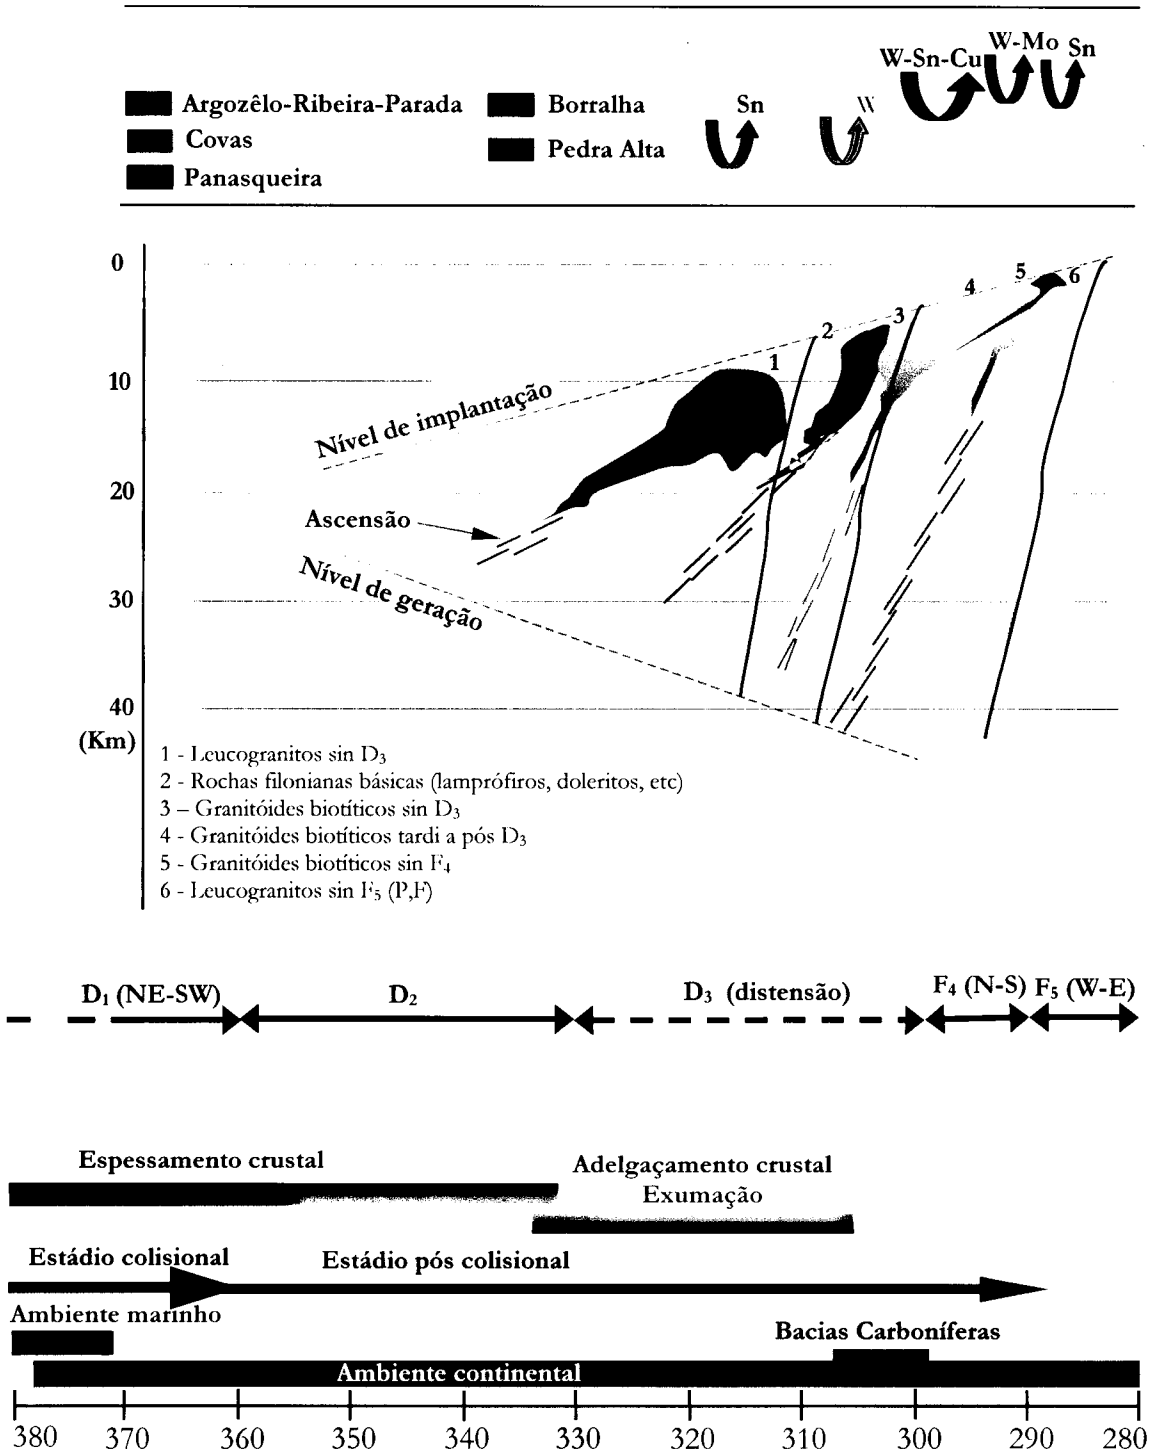 W-Sn-Cu W-Mo Sn
Argozêlo-Ribeira-Parada Borralha Sn W
Covas Pedra Alta
Panasqueira
0
10
20
30
40
(Km)
1 2 3 4 5 6
Nível de implantação
Ascensão
Nível de geração
1 - Leucogranitos sin D₃
2 - Rochas filonianas básicas (lamprófiros, doleritos, etc)
3 – Granitóides biotíticos sin D₃
4 - Granitóides biotíticos tardi a pós D₃
5 - Granitóides biotíticos sin F₄
6 - Leucogranitos sin F₅ (P,F)
D₁ (NE-SW) D₂ D₃ (distensão) F₄ (N-S) F₅ (W-E)
Espessamento crustal
Adelgaçamento crustal
Exumação
Estádio colisional Estádio pós colisional
Ambiente marinho
Bacias Carboníferas
Ambiente continental
380 370 360 350 340 330 320 310 300 290 280